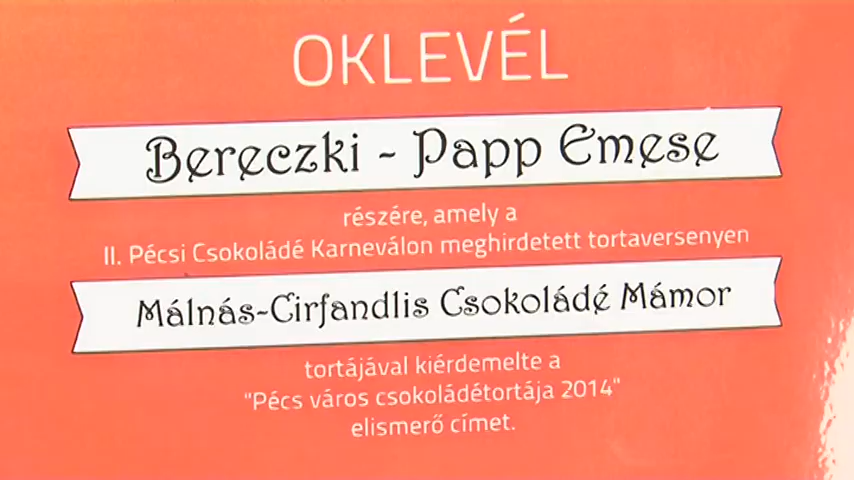 OKLEVÉL
Bereczki - Papp Emese
részére, amely a
II. Pécsi Csokoládé Karneválon meghirdetett tortaversenyen
Málnás-Cirfandlis Csokoládé Mámor
tortájával kiérdemelte a
"Pécs város csokoládétortája 2014"
elismerő címet.